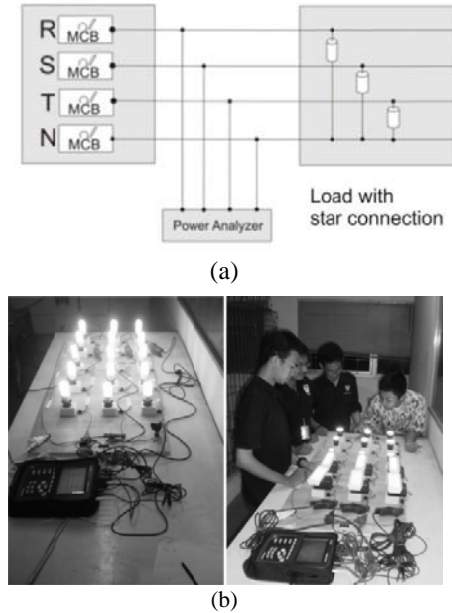 R MCB
S MCB
T MCB
N MCB
Power Analyzer
Load with
star connection
(a)
(b)